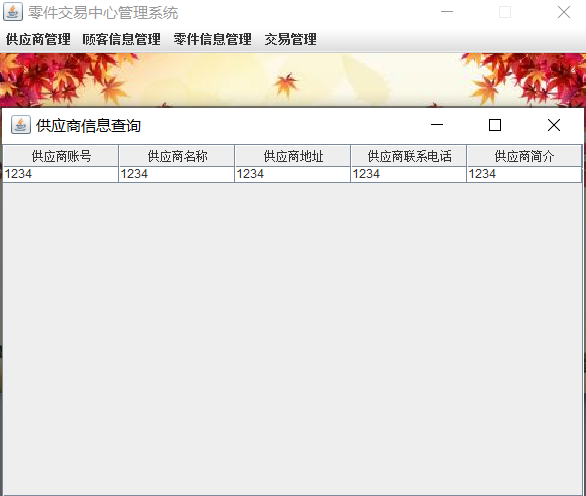 零件交易中心管理系统
供应商管理 顾客信息管理 零件信息管理 交易管理
供应商信息查询
供应商账号 供应商名称 供应商地址 供应商联系电话 供应商简介
1234 1234 1234 1234 1234